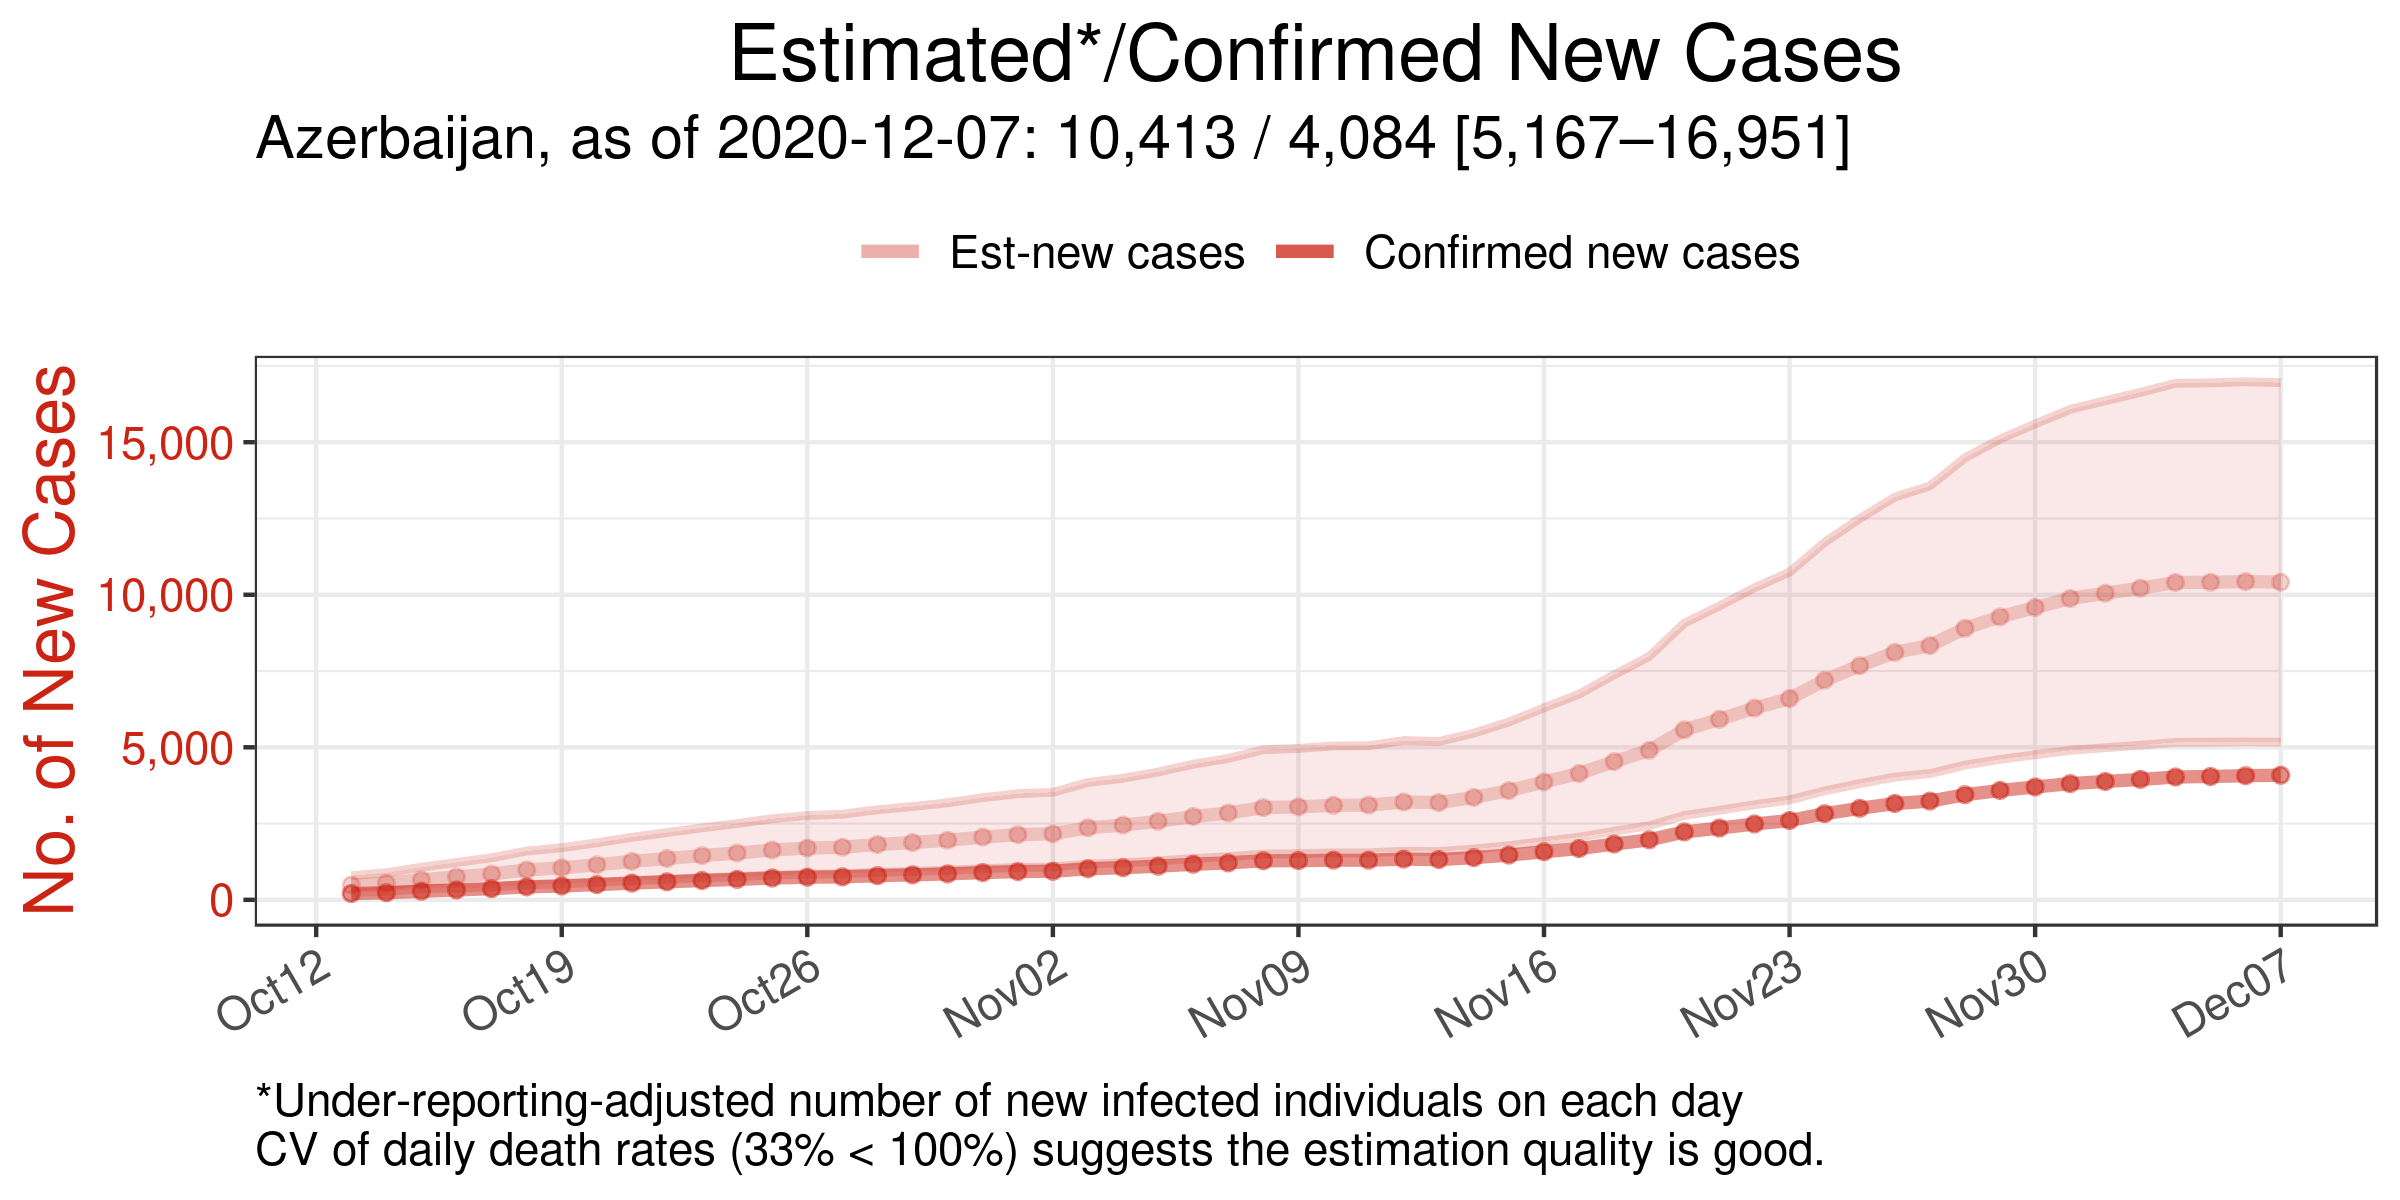 Estimated*/Confirmed New Cases
Azerbaijan, as of 2020-12-07: 10,413 / 4,084 [5,167–16,951]
Est-new cases
Confirmed new cases
No. of New Cases
15,000
10,000
5,000
0
Oct12
Oct19
Oct26
Nov02
Nov09
Nov16
Nov23
Nov30
Dec07
*Under-reporting-adjusted number of new infected individuals on each day
CV of daily death rates (33% < 100%) suggests the estimation quality is good.